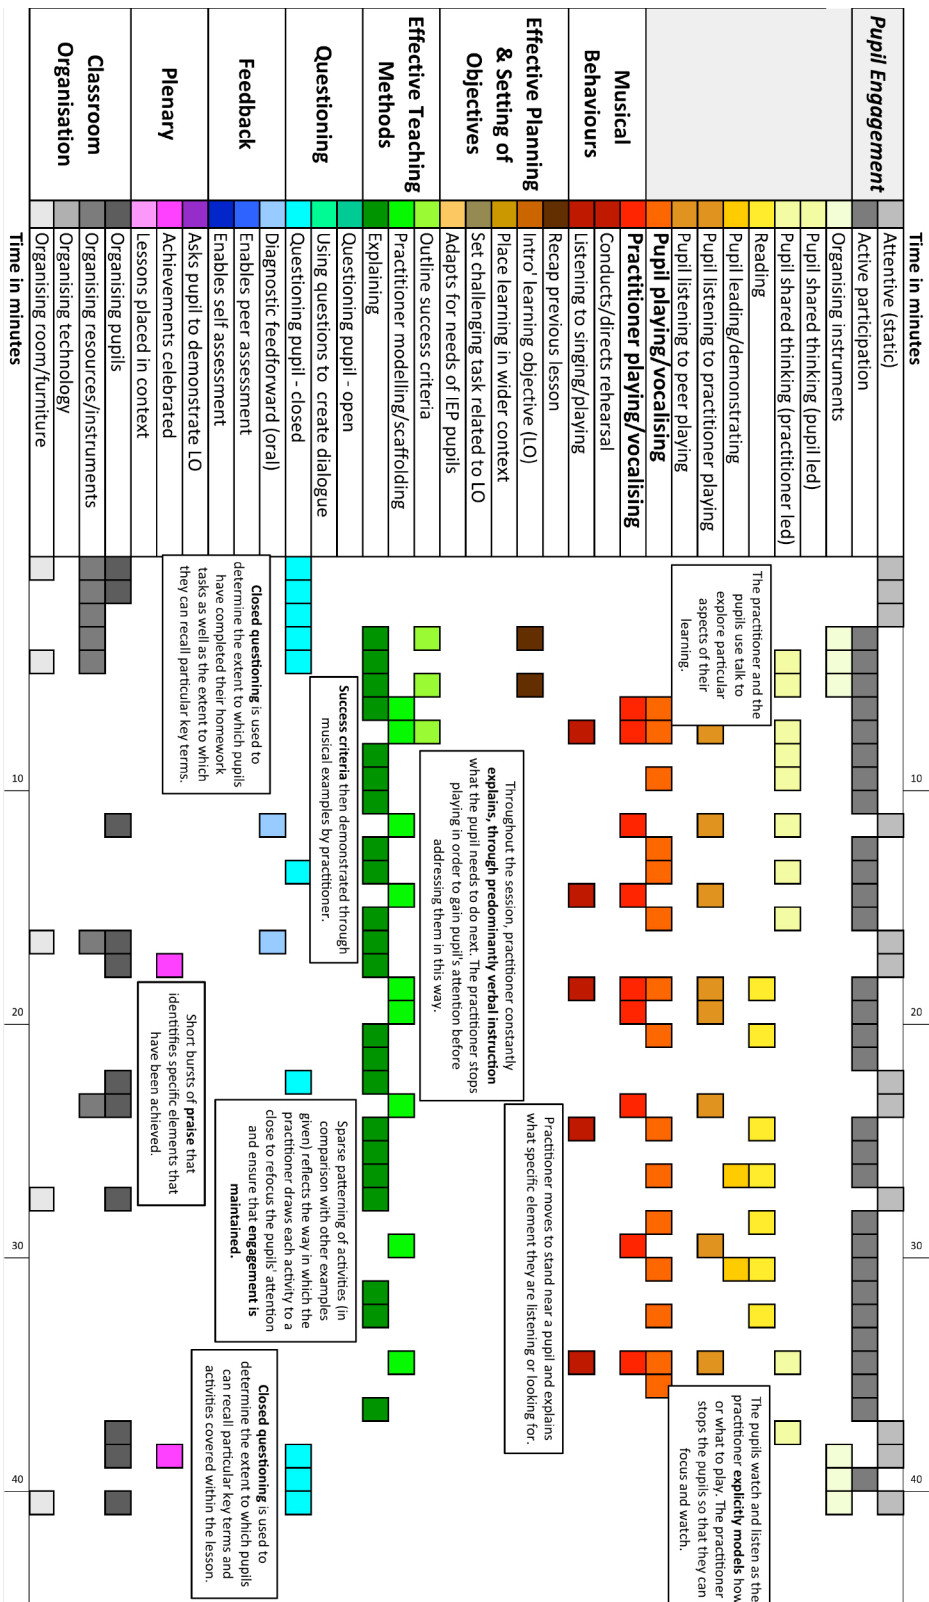 Time in minutes
10
20
30
40
Pupil Engagement
Attentive (static)
Active participation
Organising instruments
Pupil shared thinking (pupil led)
Pupil shared thinking (practitioner led)
Reading
Pupil leading/demonstrating
Pupil listening to practitioner playing
Pupil listening to peer playing
Pupil playing/vocalising
Musical
Behaviours
Practitioner playing/vocalising
Conducts/directs rehearsal
Listening to singing/playing
Effective Planning
& Setting of
Objectives
Recap previous lesson
Intro' learning objective (LO)
Place learning in wider context
Set challenging task related to LO
Adapts for needs of IEP pupils
Effective Teaching
Methods
Outline success criteria
Practitioner modelling/scaffolding
Explaining
Questioning
Questioning pupil - open
Using questions to create dialogue
Questioning pupil - closed
Feedback
Diagnostic feedforward (oral)
Enables peer assessment
Enables self assessment
Plenary
Asks pupil to demonstrate LO
Achievements celebrated
Lessons placed in context
Classroom
Organisation
Organising pupils
Organising resources/instruments
Organising technology
Organising room/furniture
Time in minutes
10
20
30
40
The practitioner and the
pupils use talk to
explore particular
aspects of their
learning.
The pupils watch and listen as the
practitioner explicitly models how
or what to play. The practitioner
stops the pupils so that they can
focus and watch.
Practitioner moves to stand near a pupil and explains
what specific element they are listening or looking for.
Throughout the session, practitioner constantly
explains, through predominantly verbal instruction
what the pupil needs to do next. The practitioner stops
playing in order to gain pupil's attention before
addressing them in this way.
Success criteria then demonstrated through
musical examples by practitioner.
Sparse patterning of activities (in
comparison with other examples
given) reflects the way in which the
practitioner draws each activity to a
close to refocus the pupils' attention
and ensure that engagement is
maintained.
Closed questioning is used to
determine the extent to which pupils
have completed their homework
tasks as well as the extent to which
they can recall particular key terms.
Short bursts of praise that
identitifies specific elements that
have been achieved.
Closed questioning is used to
determine the extent to which pupils
can recall particular key terms and
activities covered within the lesson.